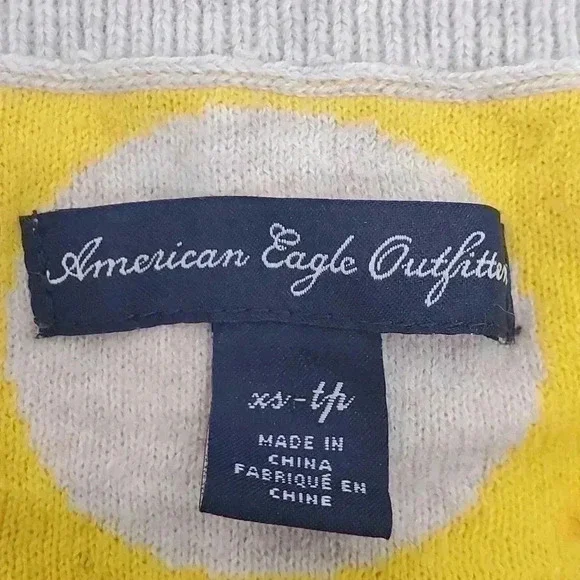 American Eagle Outfitters
xs-tp
MADE IN
CHINA
FABRIQUÉ EN
CHINE